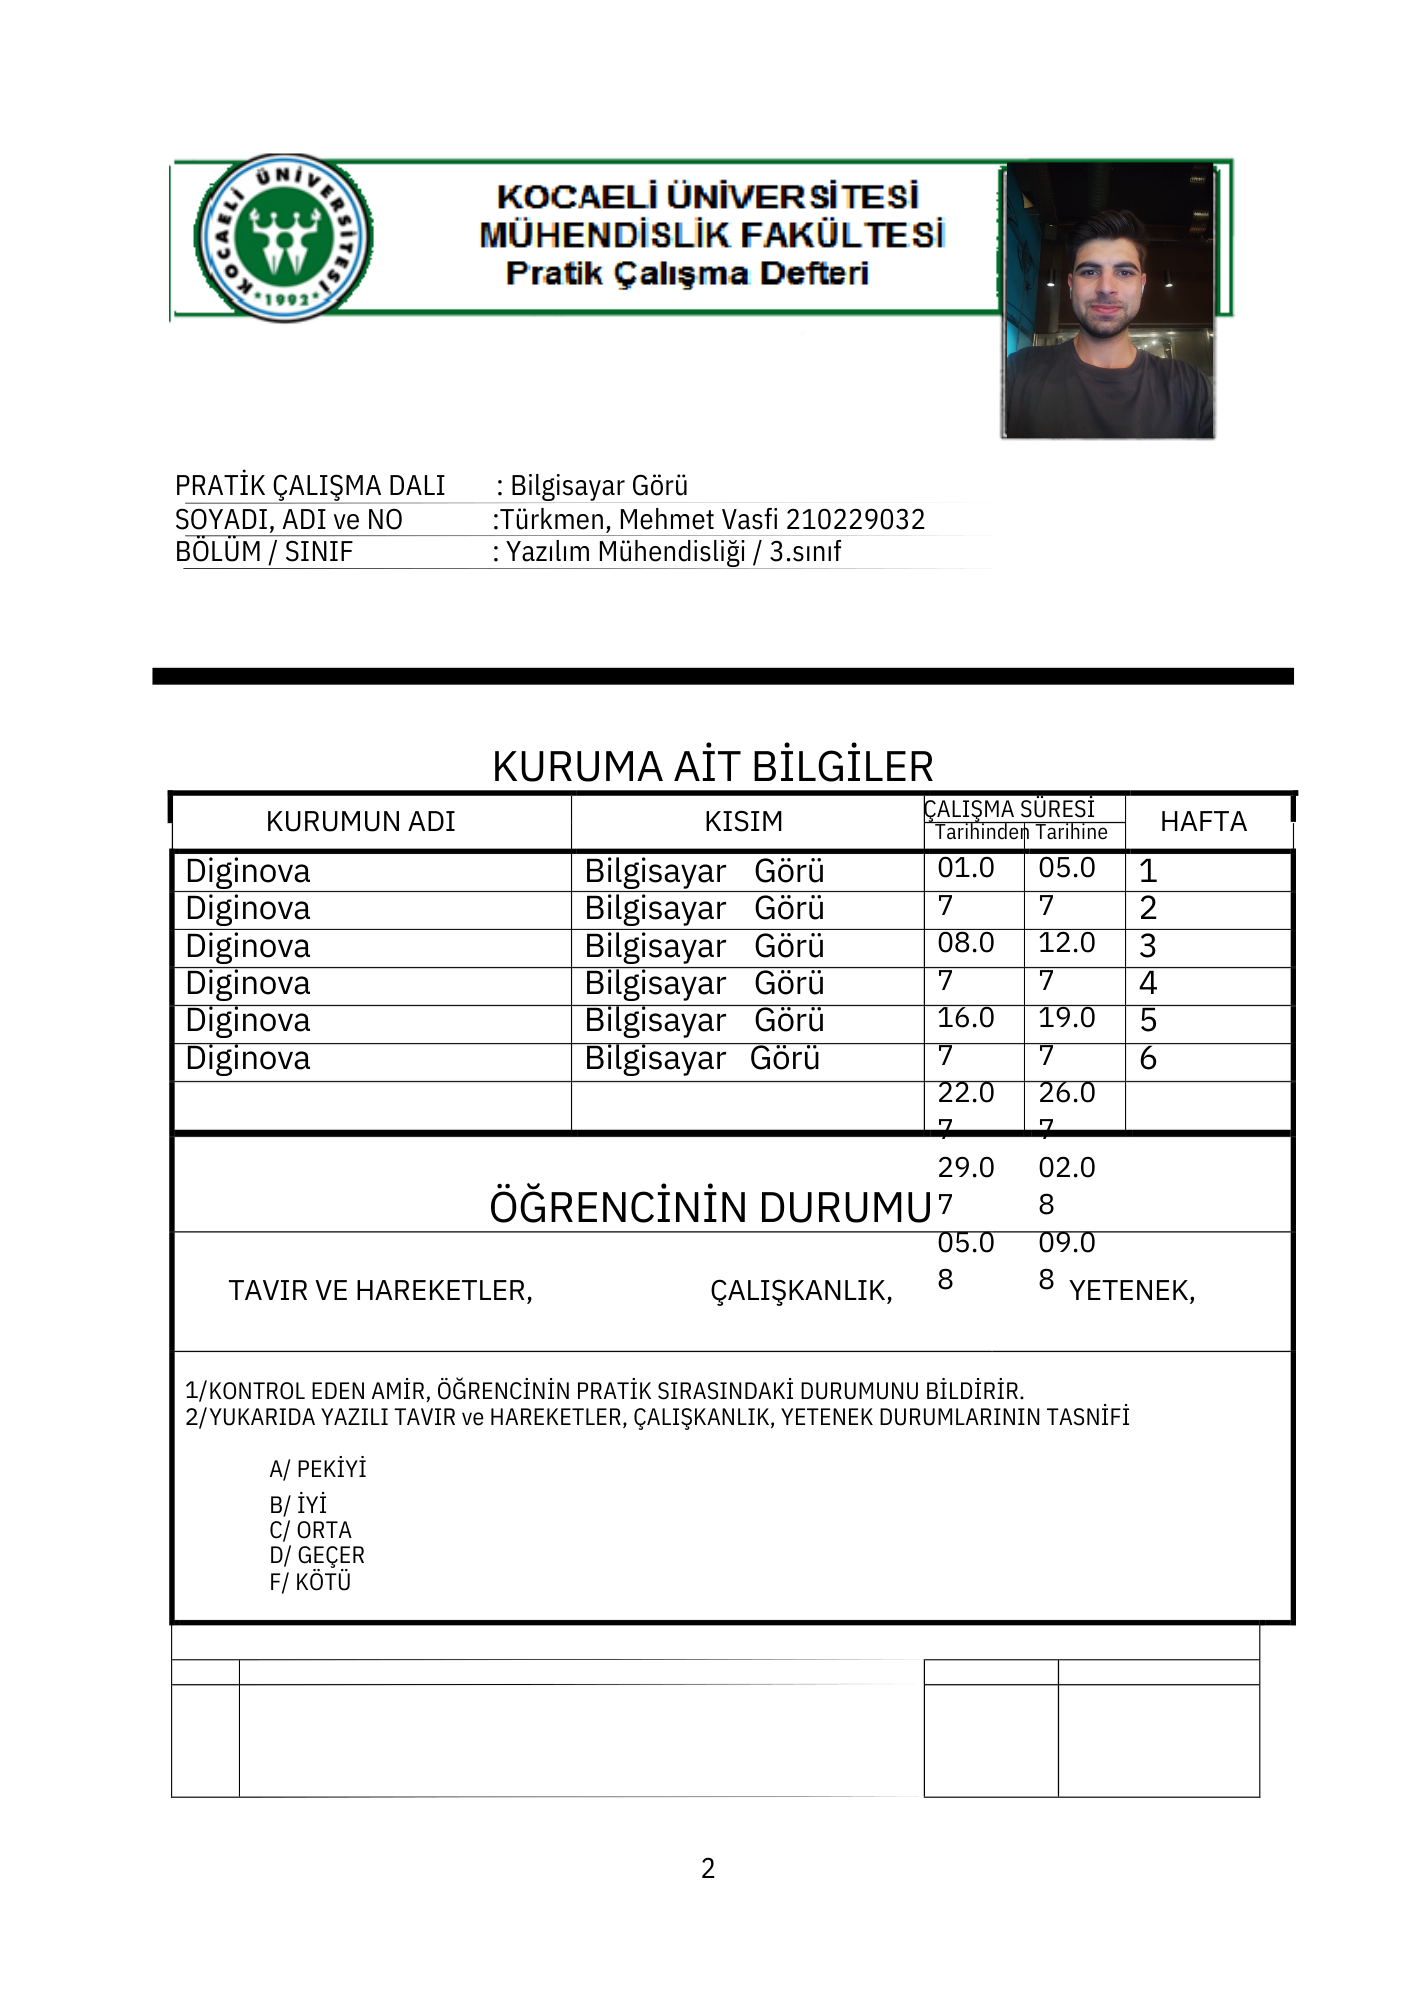 KOCAELİ ÜNİVERSİTESİ
*1992*
KOCAELİ ÜNİVERSİTESİ
MÜHENDİSLİK FAKÜLTESİ
Pratik Çalışma Defteri
PRATİK ÇALIŞMA DALI : Bilgisayar Görü
SOYADI, ADI ve NO :Türkmen, Mehmet Vasfi 210229032
BÖLÜM / SINIF : Yazılım Mühendisliği / 3.sınıf
KURUMA AİT BİLGİLER
KURUMUN ADI KISIM ÇALIŞMA SÜRESİ HAFTA
Tarihinden Tarihine
Diginova Bilgisayar Görü 01.0 05.0 1
Diginova Bilgisayar Görü 7 7 2
Diginova Bilgisayar Görü 08.0 12.0 3
Diginova Bilgisayar Görü 7 7 4
Diginova Bilgisayar Görü 16.0 19.0 5
Diginova Bilgisayar Görü 7 7 6
22.0 26.0
7 7
29.0 02.0
ÖĞRENCİNİN DURUMU 7 8
05.0 09.0
8 8
TAVIR VE HAREKETLER, ÇALIŞKANLIK, YETENEK,
1/KONTROL EDEN AMİR, ÖĞRENCİNİN PRATİK SIRASINDAKİ DURUMUNU BİLDİRİR.
2/YUKARIDA YAZILI TAVIR ve HAREKETLER, ÇALIŞKANLIK, YETENEK DURUMLARININ TASNİFİ
A/ PEKİYİ
B/ İYİ
C/ ORTA
D/ GEÇER
F/ KÖTÜ
2